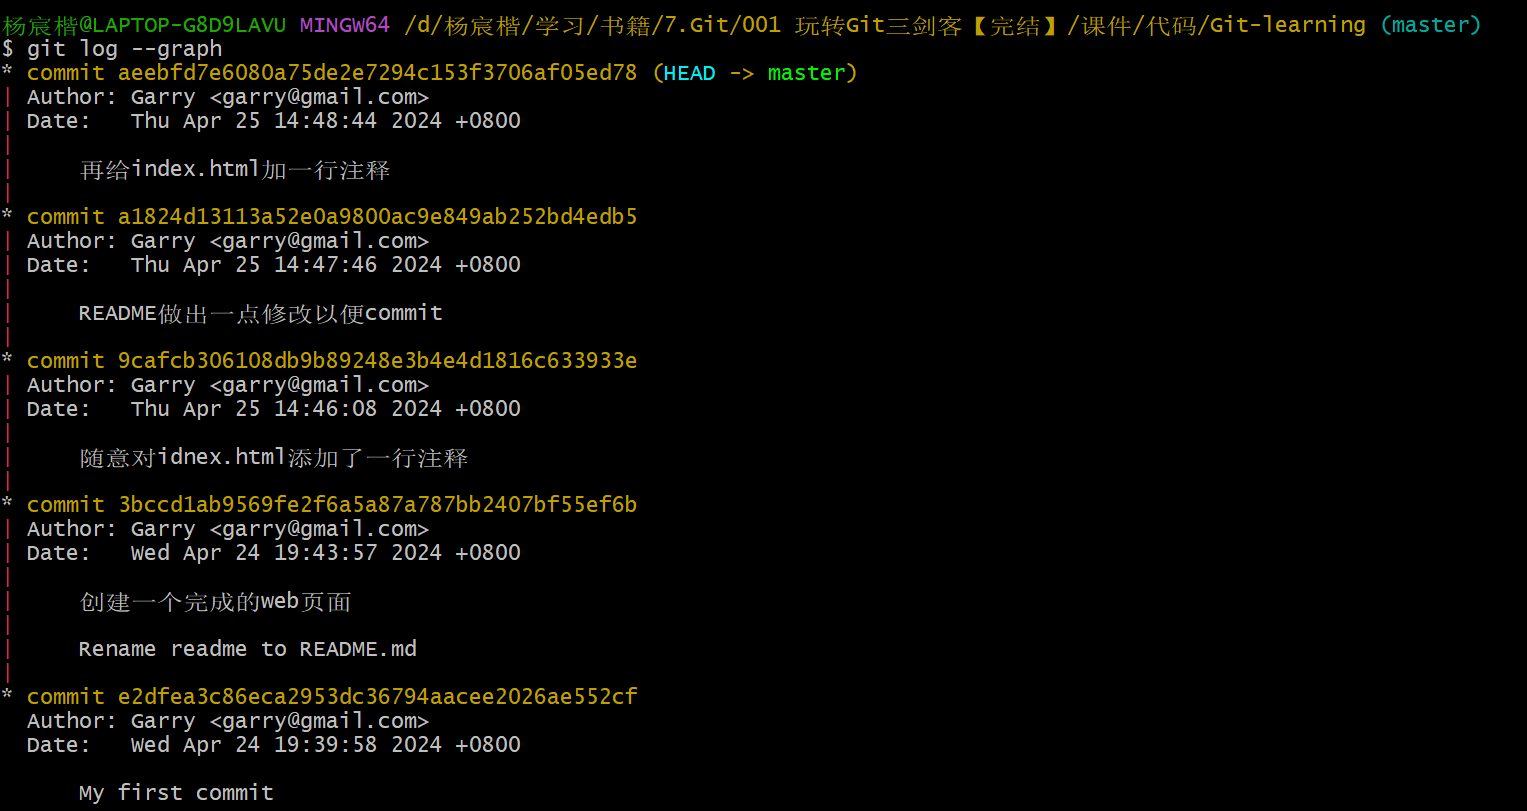 杨宸楷@LAPTOP-G8D9LAVU MINGW64 /d/杨宸楷/学习/书籍/7.Git/001 玩转Git三剑客【完结】/课件/代码/Git-learning (master)
$ git log --graph
* commit aeebfd7e6080a75de2e7294c153f3706af05ed78 (HEAD -> master)
| Author: Garry <garry@gmail.com>
| Date:   Thu Apr 25 14:48:44 2024 +0800
|
|     再给index.html加一行注释
|
* commit a1824d13113a52e0a9800ac9e849ab252bd4edb5
| Author: Garry <garry@gmail.com>
| Date:   Thu Apr 25 14:47:46 2024 +0800
|
|     README做出一点修改以便commit
|
* commit 9cafcb306108db9b89248e3b4e4d1816c633933e
| Author: Garry <garry@gmail.com>
| Date:   Thu Apr 25 14:46:08 2024 +0800
|
|     随意对idnex.html添加了一行注释
|
* commit 3bccd1ab9569fe2f6a5a87a787bb2407bf55ef6b
| Author: Garry <garry@gmail.com>
| Date:   Wed Apr 24 19:43:57 2024 +0800
|
|     创建一个完成的web页面
|
|     Rename readme to README.md
|
* commit e2dfea3c86eca2953dc36794aacee2026ae552cf
  Author: Garry <garry@gmail.com>
  Date:   Wed Apr 24 19:39:58 2024 +0800

      My first commit